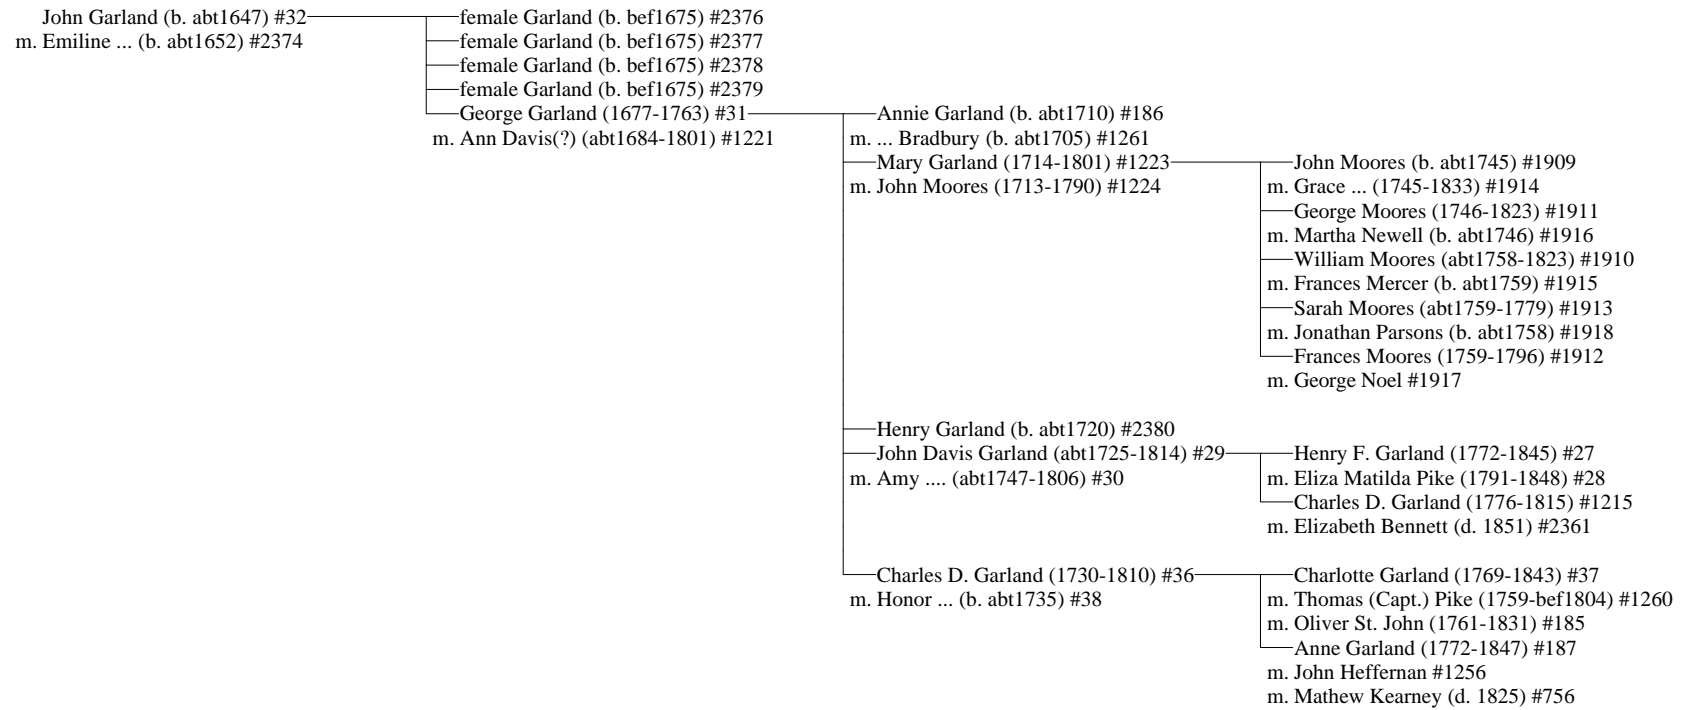 John Garland (b. abt1647) #32
m. Emiline ... (b. abt1652) #2374
female Garland (b. bef1675) #2376
female Garland (b. bef1675) #2377
female Garland (b. bef1675) #2378
female Garland (b. bef1675) #2379
George Garland (1677-1763) #31
m. Ann Davis(?) (abt1684-1801) #1221
Annie Garland (b. abt1710) #186
m. ... Bradbury (b. abt1705) #1261
Mary Garland (1714-1801) #1223
m. John Moores (1713-1790) #1224
John Moores (b. abt1745) #1909
m. Grace ... (1745-1833) #1914
George Moores (1746-1823) #1911
m. Martha Newell (b. abt1746) #1916
William Moores (abt1758-1823) #1910
m. Frances Mercer (b. abt1759) #1915
Sarah Moores (abt1759-1779) #1913
m. Jonathan Parsons (b. abt1758) #1918
Frances Moores (1759-1796) #1912
m. George Noel #1917
Henry Garland (b. abt1720) #2380
John Davis Garland (abt1725-1814) #29
m. Amy .... (abt1747-1806) #30
Henry F. Garland (1772-1845) #27
m. Eliza Matilda Pike (1791-1848) #28
Charles D. Garland (1776-1815) #1215
m. Elizabeth Bennett (d. 1851) #2361
Charles D. Garland (1730-1810) #36
m. Honor ... (b. abt1735) #38
Charlotte Garland (1769-1843) #37
m. Thomas (Capt.) Pike (1759-bef1804) #1260
m. Oliver St. John (1761-1831) #185
Anne Garland (1772-1847) #187
m. John Heffernan #1256
m. Mathew Kearney (d. 1825) #756